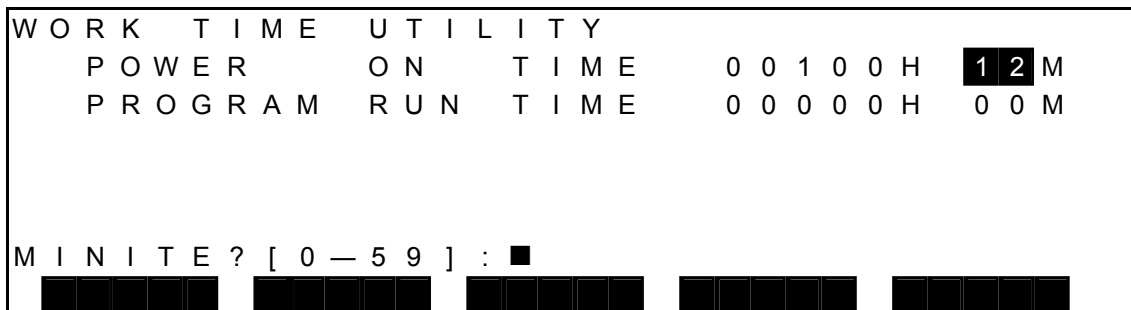 WORK TIME UTILITY
POWER ON TIME 00100H 12M
PROGRAM RUN TIME 00000H 00M
MINITE?[0—59]:■